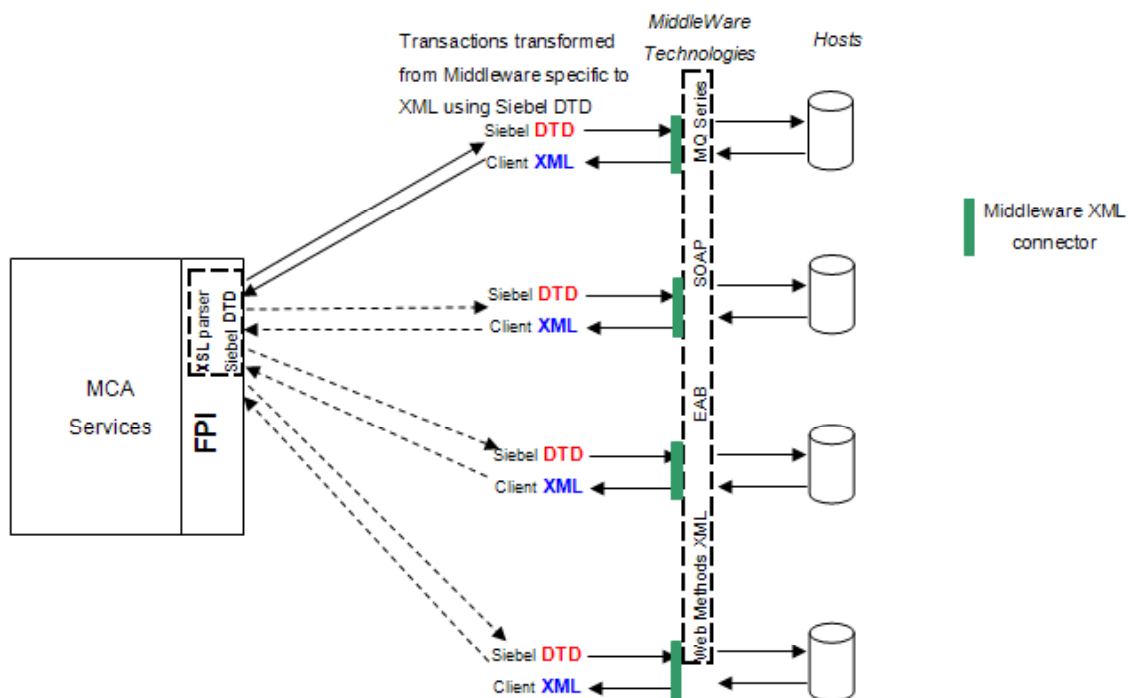 MiddleWare
Technologies
Hosts
Transactions transformed
from Middleware specific to
XML using Siebel DTD
Siebel DTD
Client XML
MQ Series
Middleware XML
connector
SOAP
Siebel DTD
Client XML
XSL parser
Siebel DTD
FPI
MCA
Services
EAB
Siebel DTD
Client XML
Web Methods XML
Siebel DTD
Client XML